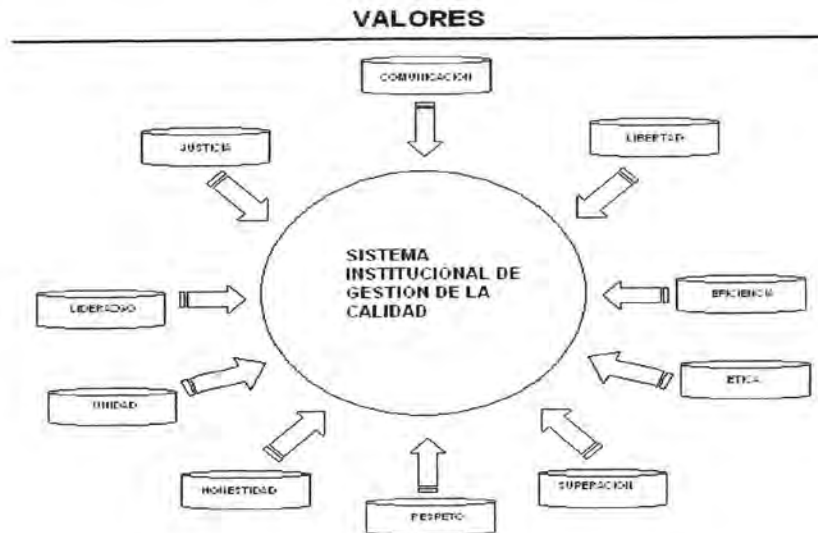 VALORES
COMUNICACION
JUSTICIA
LIBERTAD
SISTEMA
INSTITUCIONAL DE
GESTION DE LA
CALIDAD
LIDERAZGO
EFICIENCIA
UNIDAD
ETICA
HONESTIDAD
SUPERACION
RESPETO